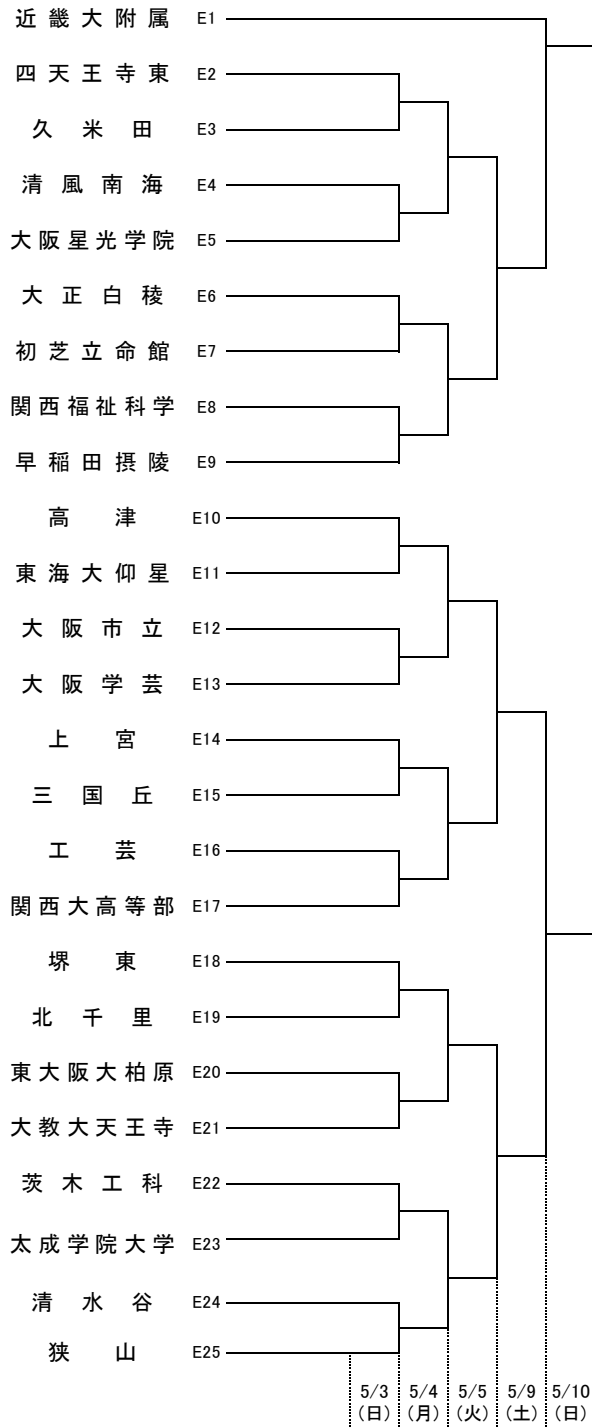 近畿大附属 E1
四天王寺東 E2
久米田 E3
清風南海 E4
大阪星光学院 E5
大正白稜 E6
初芝立命館 E7
関西福祉科学 E8
早稲田摂陵 E9
高津 E10
東海大仰星 E11
大阪市立 E12
大阪学芸 E13
上宮 E14
三国丘 E15
工芸 E16
関西大高等部 E17
堺東 E18
北千里 E19
東大阪大柏原 E20
大教大天王寺 E21
茨木工科 E22
太成学院大学 E23
清水谷 E24
狭山 E25
5/3 5/4 5/5 5/9 5/10
(日) (月) (火) (土) (日)